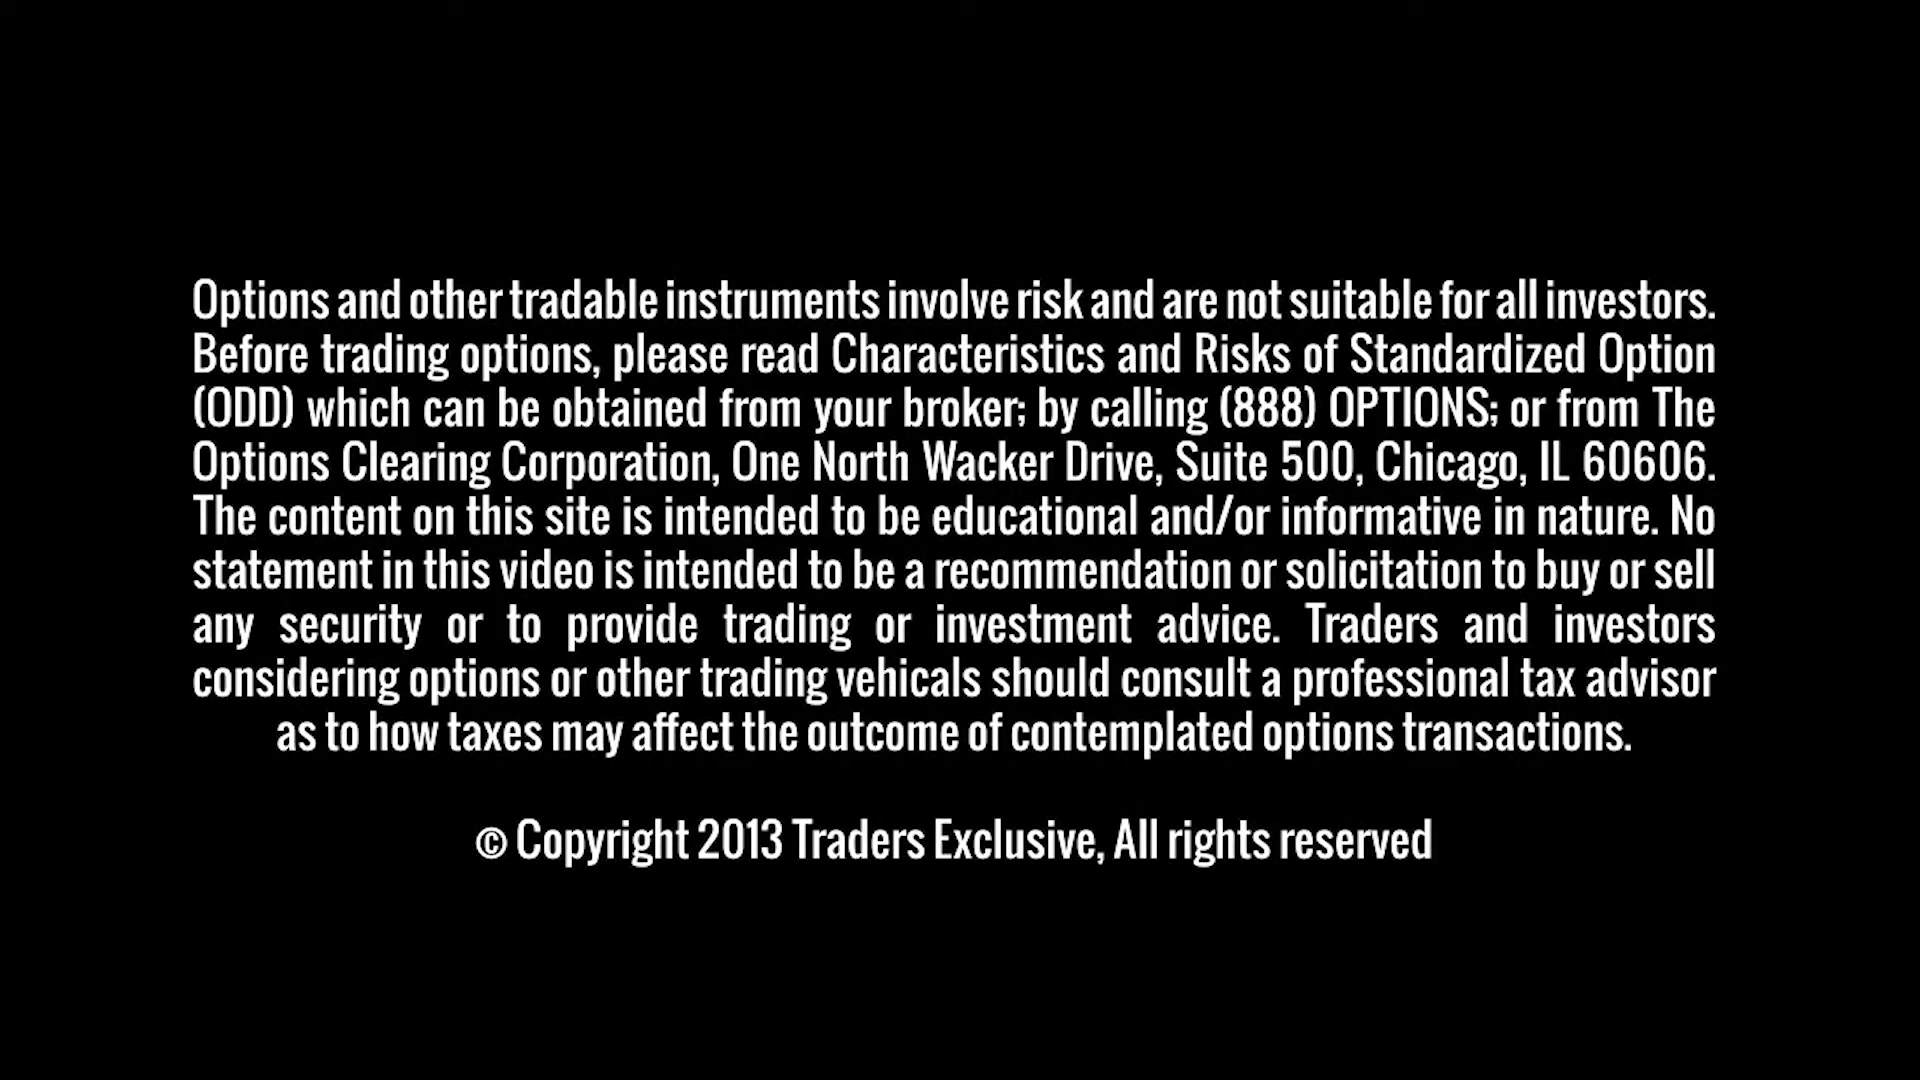 Options and other tradable instruments involve risk and are not suitable for all investors.
Before trading options, please read Characteristics and Risks of Standardized Option
(ODD) which can be obtained from your broker; by calling (888) OPTIONS; or from The
Options Clearing Corporation, One North Wacker Drive, Suite 500, Chicago, IL 60606.
The content on this site is intended to be educational and/or informative in nature. No
statement in this video is intended to be a recommendation or solicitation to buy or sell
any security or to provide trading or investment advice. Traders and investors
considering options or other trading vehicals should consult a professional tax advisor
as to how taxes may affect the outcome of contemplated options transactions.
© Copyright 2013 Traders Exclusive, All rights reserved